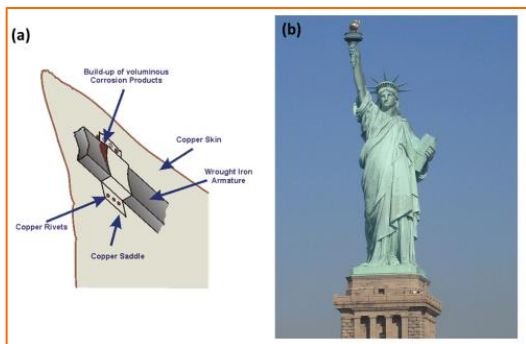 (a)
Build-up of voluminous
Corrosion Products
Copper Skin
Wrought Iron
Armature
Copper Rivets
Copper Saddle
(b)